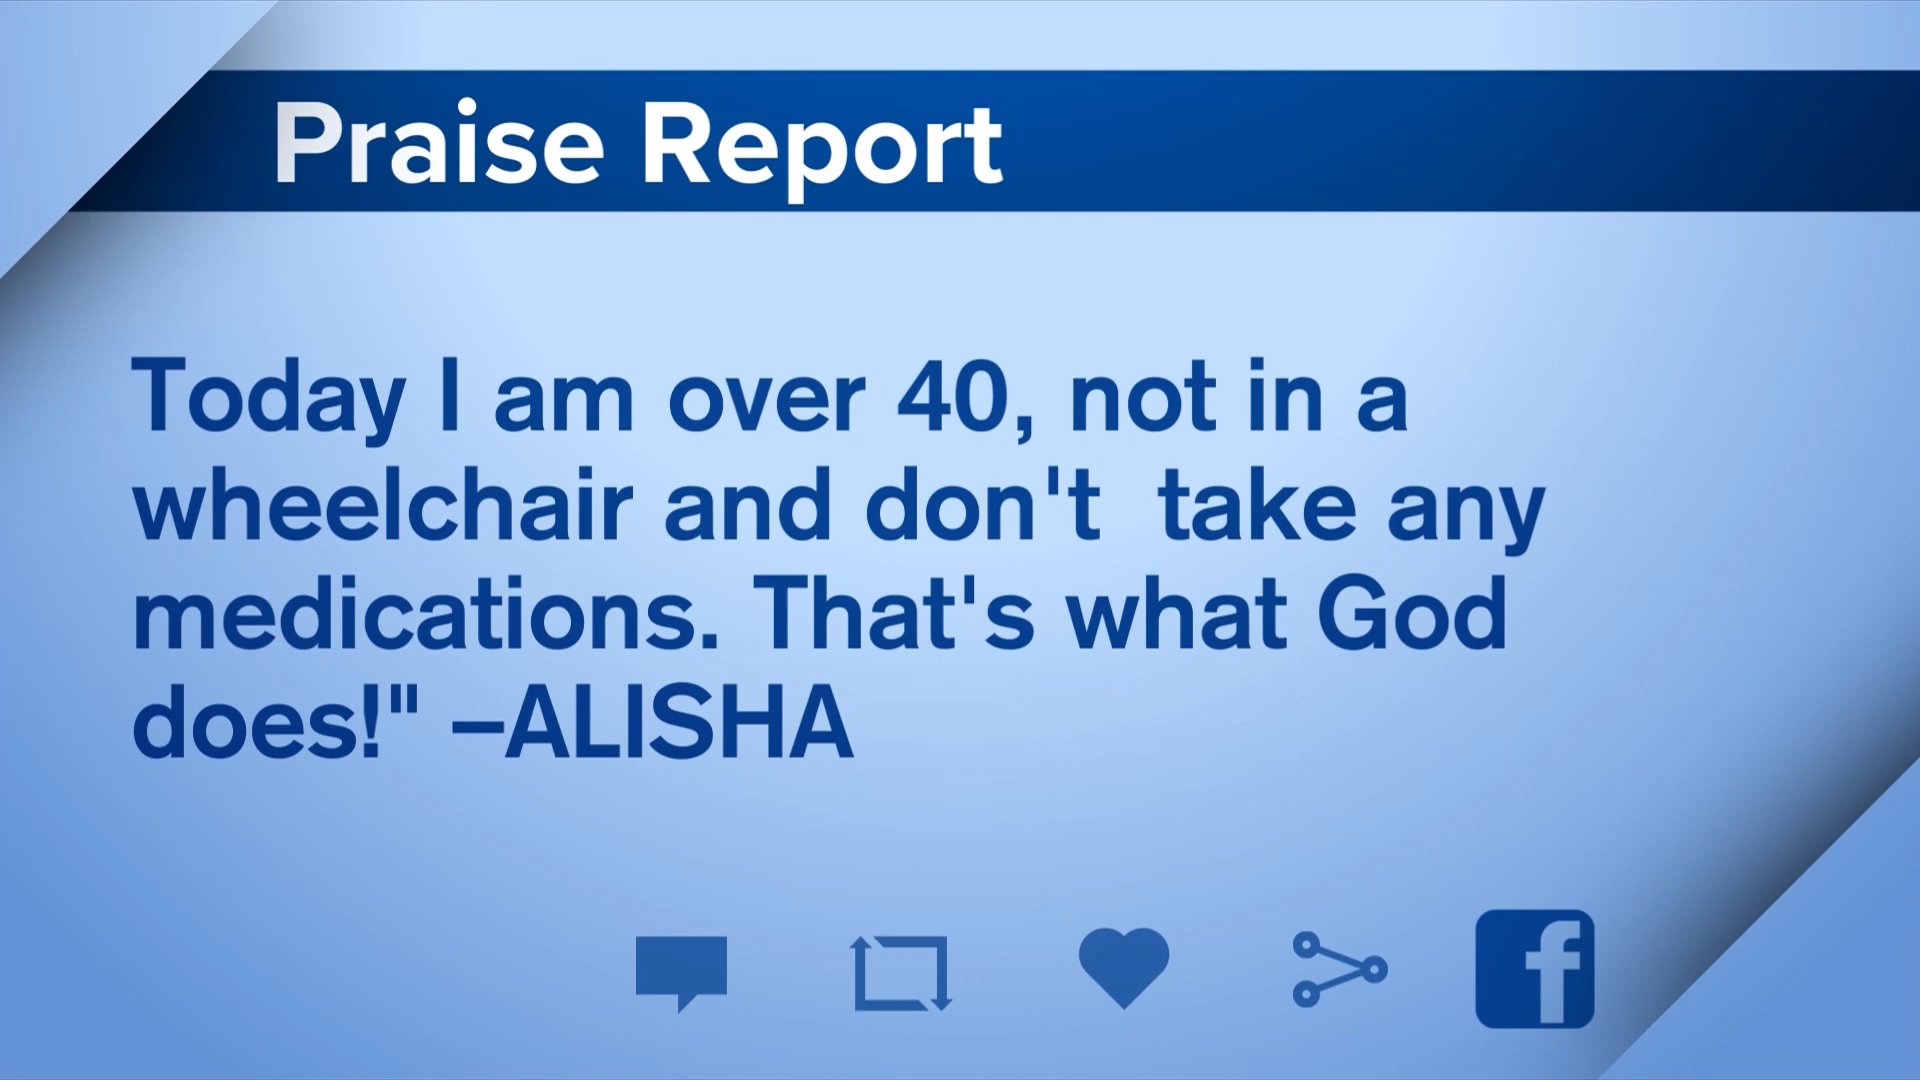 Praise Report
Today I am over 40, not in a
wheelchair and don't  take any
medications. That's what God
does!" –ALISHA
f